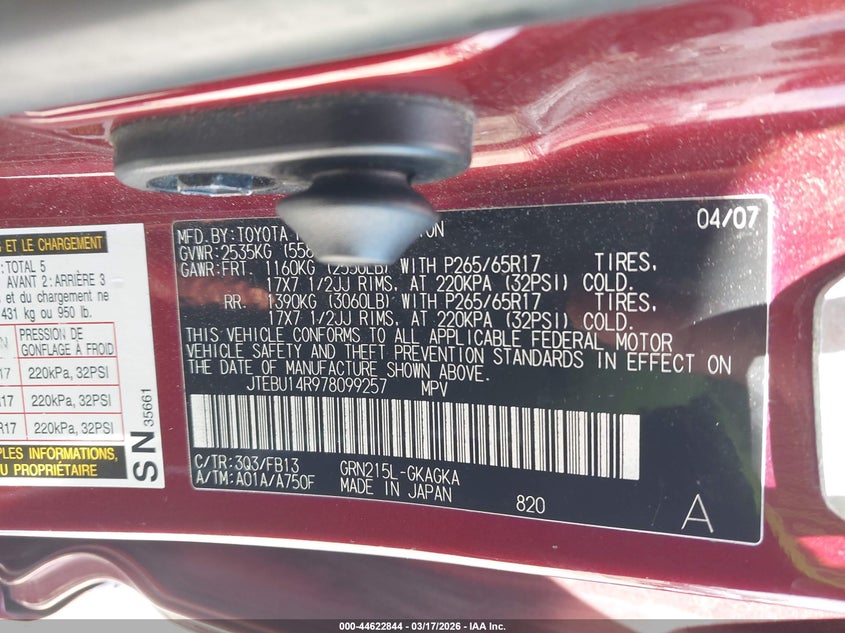 ET LE CHARGEMENT
TOTAL 5
AVANT 2: ARRIÈRE 3
et du chargement ne
431 kg ou 950 lb.
PRESSION DE
GONFLAGE À FROID
220kPa, 32PSI
220kPa, 32PSI
R17 220kPa, 32PSI
PLES INFORMATIONS,
DU PROPRIÉTAIRE
SN 35661
04/07
MFD.BY:TOYOTA
GVWR:2535KG
GAWR:FRT. 1160KG (2550LB) WITH P265/65R17 TIRES,
17X7 1/2JJ RIMS, AT 220KPA (32PSI) COLD.
RR. 1390KG (3060LB) WITH P265/65R17 TIRES,
17X7 1/2JJ RIMS, AT 220KPA (32PSI) COLD.
THIS VEHICLE CONFORMS TO ALL APPLICABLE FEDERAL MOTOR
VEHICLE SAFETY AND THEFT PREVENTION STANDARDS IN EFFECT ON
THE DATE OF MANUFACTURE SHOWN ABOVE.
JTEBU14R978099257 MPV
C/TR:3Q3/FB13 GRN215L-GKAGKA
A/TM:A01A/A750F MADE IN JAPAN
820
A
000-44622844 - 03/17/2026 - IAA Inc.